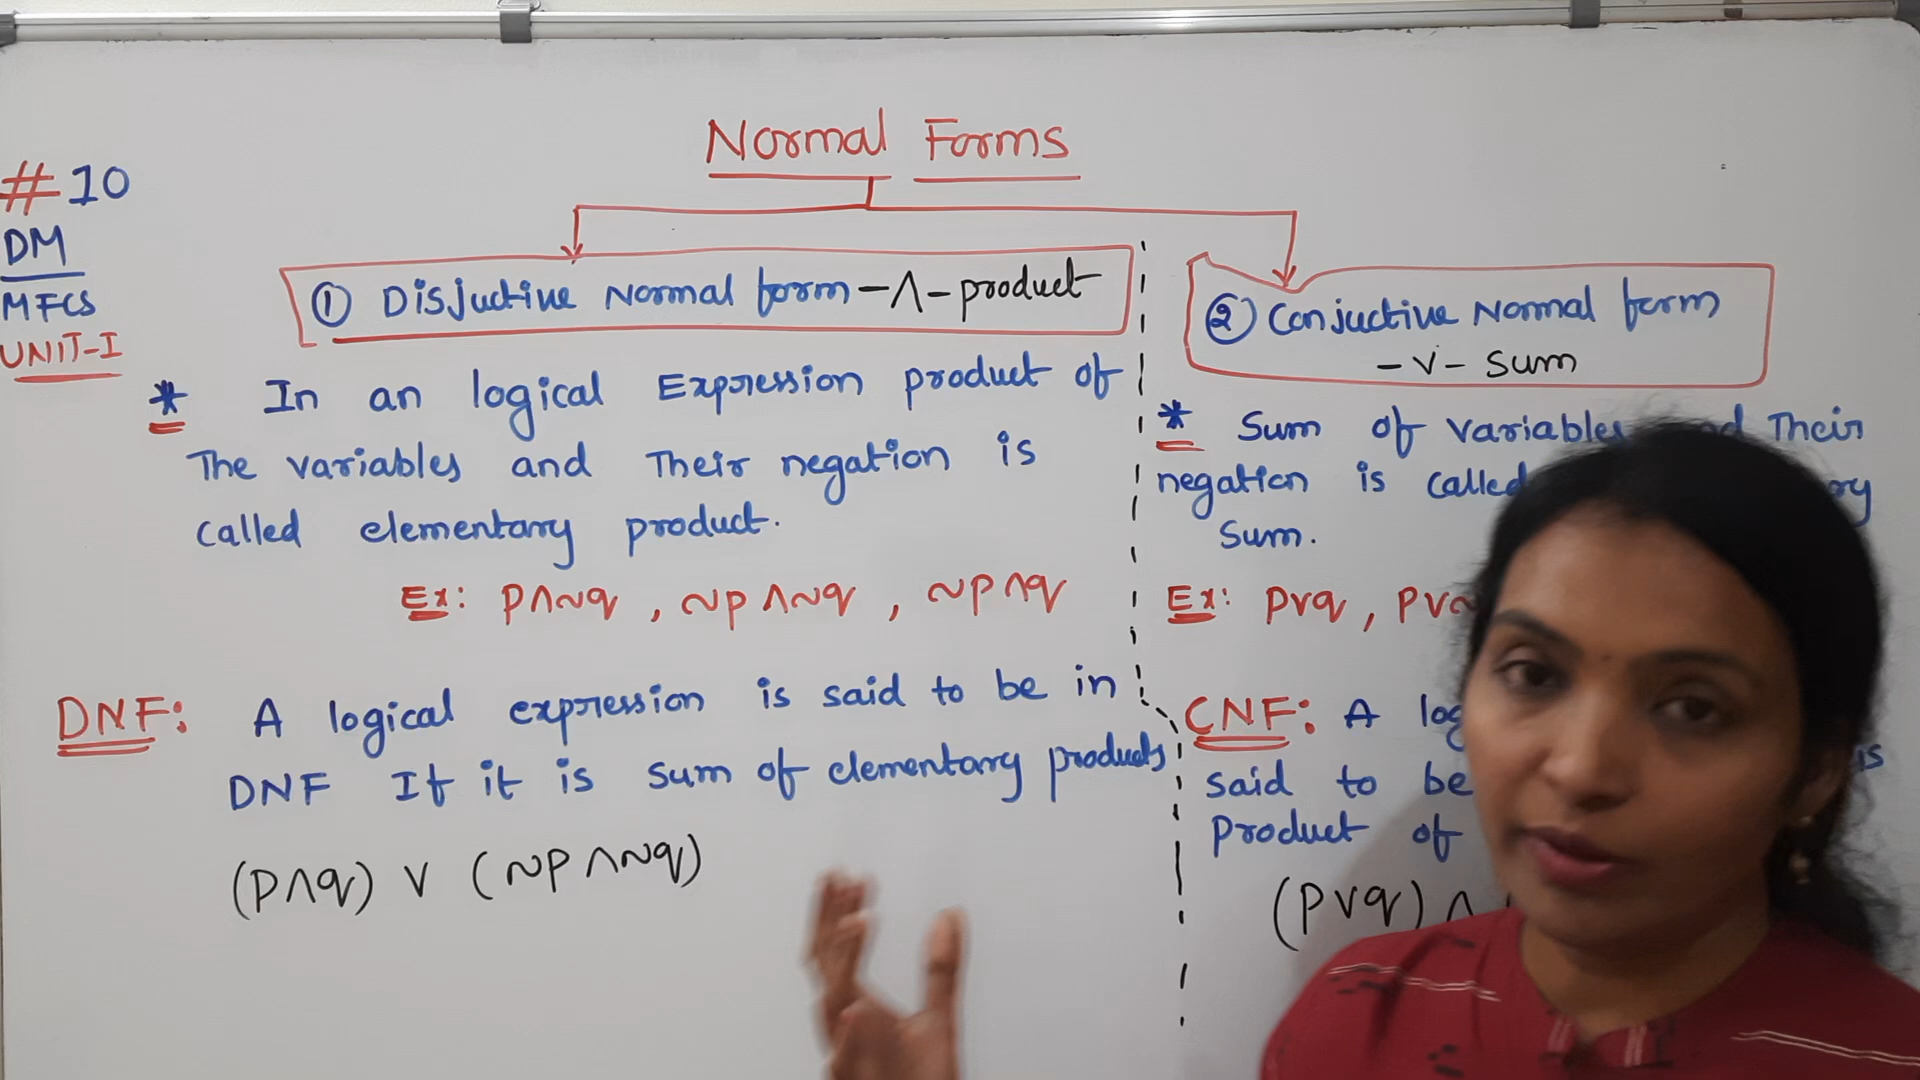 Normal Forms
#10
DM
MFCS
UNIT-I
① Disjuctive Normal form -∧- product
* In an logical Expression product of
The variables and Their negation is
called elementary product.
Ex: p∧~q , ~p∧~q , ~p∧q
DNF: A logical expression is said to be in
DNF If it is sum of elementary products
(p∧q) ∨ (~p∧~q)
② Conjuctive Normal form
-∨- sum
* Sum of variables Their
negation is called
Sum.
Ex: p∨q , p∨~
CNF: A is
said to be
product of
(p∨q) ∧